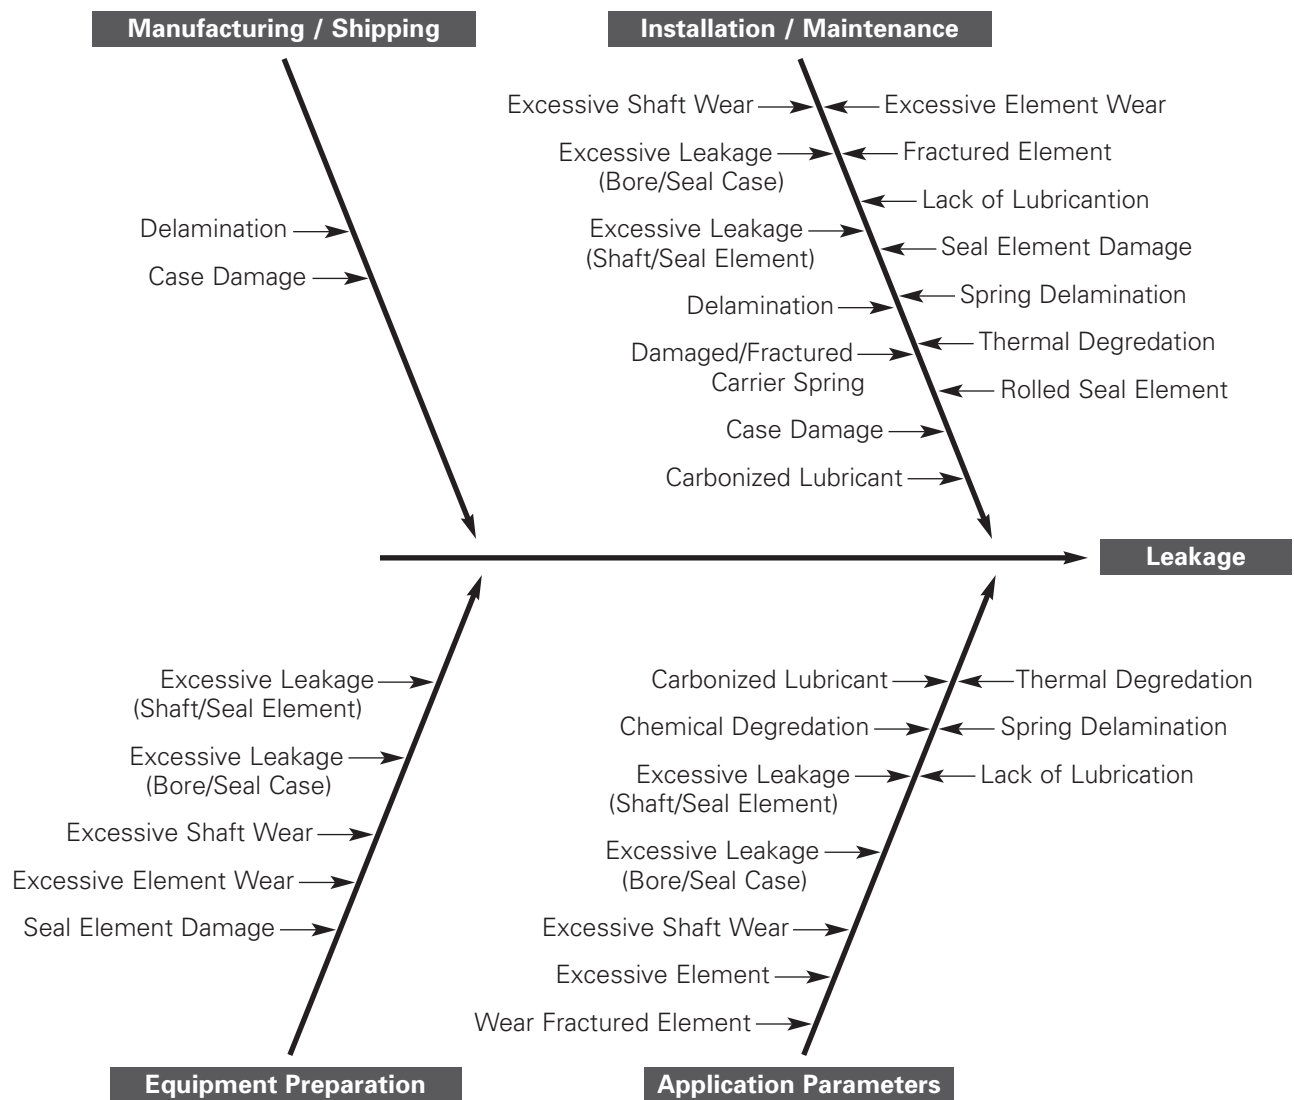 Manufacturing / Shipping
Delamination
Case Damage
Installation / Maintenance
Excessive Shaft Wear
Excessive Leakage
(Bore/Seal Case)
Excessive Leakage
(Shaft/Seal Element)
Delamination
Damaged/Fractured
Carrier Spring
Case Damage
Carbonized Lubricant
Excessive Element Wear
Fractured Element
Lack of Lubricantion
Seal Element Damage
Spring Delamination
Thermal Degredation
Rolled Seal Element
Leakage
Excessive Leakage
(Shaft/Seal Element)
Excessive Leakage
(Bore/Seal Case)
Excessive Shaft Wear
Excessive Element Wear
Seal Element Damage
Equipment Preparation
Carbonized Lubricant
Chemical Degredation
Excessive Leakage
(Shaft/Seal Element)
Excessive Leakage
(Bore/Seal Case)
Excessive Shaft Wear
Excessive Element
Wear Fractured Element
Thermal Degredation
Spring Delamination
Lack of Lubrication
Application Parameters